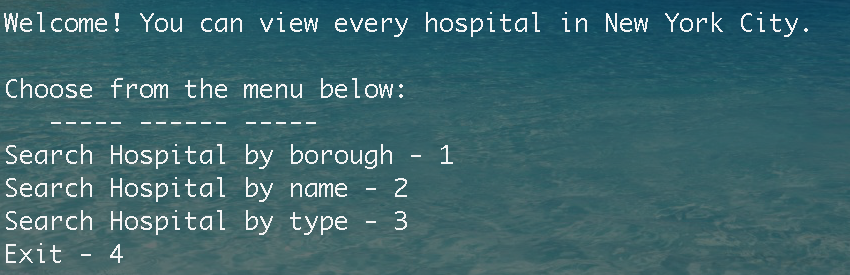 Welcome! You can view every hospital in New York City.
Choose from the menu below:
----- ------ -----
Search Hospital by borough - 1
Search Hospital by name - 2
Search Hospital by type - 3
Exit - 4